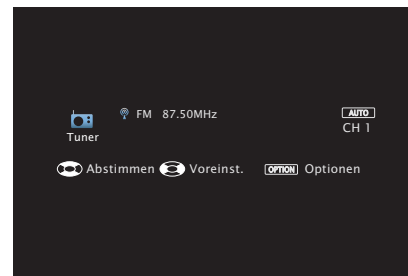 FM 87.50MHz
AUTO
Tuner
CH 1
Abstimmen Voreinst. OPTION Optionen